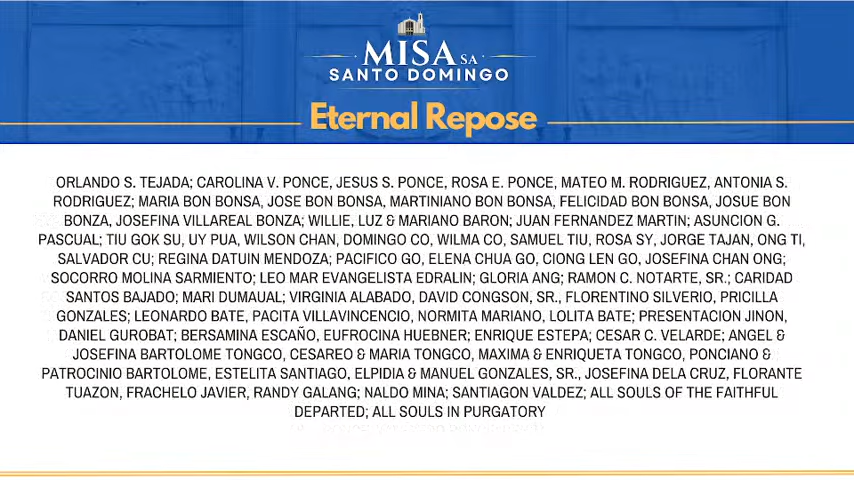 MISA SA
SANTO DOMINGO
Eternal Repose
ORLANDO S. TEJADA; CAROLINA V. PONCE, JESUS S. PONCE, ROSA E. PONCE, MATEO M. RODRIGUEZ, ANTONIA S.
RODRIGUEZ; MARIA BON BONSA, JOSE BON BONSA, MARTINIANO BON BONSA, FELICIDAD BON BONSA, JOSUE BON
BONZA, JOSEFINA VILLAREAL BONZA; WILLIE, LUZ & MARIANO BARON; JUAN FERNANDEZ MARTIN; ASUNCION G.
PASCUAL; TIU GOK SU, UY PUA, WILSON CHAN, DOMINGO CO, WILMA CO, SAMUEL TIU, ROSA SY, JORGE TAJAN, ONG TI,
SALVADOR CU; REGINA DATUIN MENDOZA; PACIFICO GO, ELENA CHUA GO, CIONG LEN GO, JOSEFINA CHAN ONG;
SOCORRO MOLINA SARMIENTO; LEO MAR EVANGELISTA EDRALIN; GLORIA ANG; RAMON C. NOTARTE, SR.; CARIDAD
SANTOS BAJADO; MARI DUMAUAL; VIRGINIA ALABADO, DAVID CONGSON, SR., FLORENTINO SILVERIO, PRICILLA
GONZALES; LEONARDO BATE, PACITA VILLAVINCENCIO, NORMITA MARIANO, LOLITA BATE; PRESENTACION JINON,
DANIEL GUROBAT; BERSAMINA ESCAÑO, EUFROCINA HUEBNER; ENRIQUE ESTEPA; CESAR C. VELARDE; ANGEL &
JOSEFINA BARTOLOME TONGCO, CESAREO & MARIA TONGCO, MAXIMA & ENRIQUETA TONGCO, PONCIANO &
PATROCINIO BARTOLOME, ESTELITA SANTIAGO, ELPIDIA & MANUEL GONZALES, SR., JOSEFINA DELA CRUZ, FLORANTE
TUAZON, FRACHELO JAVIER, RANDY GALANG; NALDO MINA; SANTIAGON VALDEZ; ALL SOULS OF THE FAITHFUL
DEPARTED; ALL SOULS IN PURGATORY